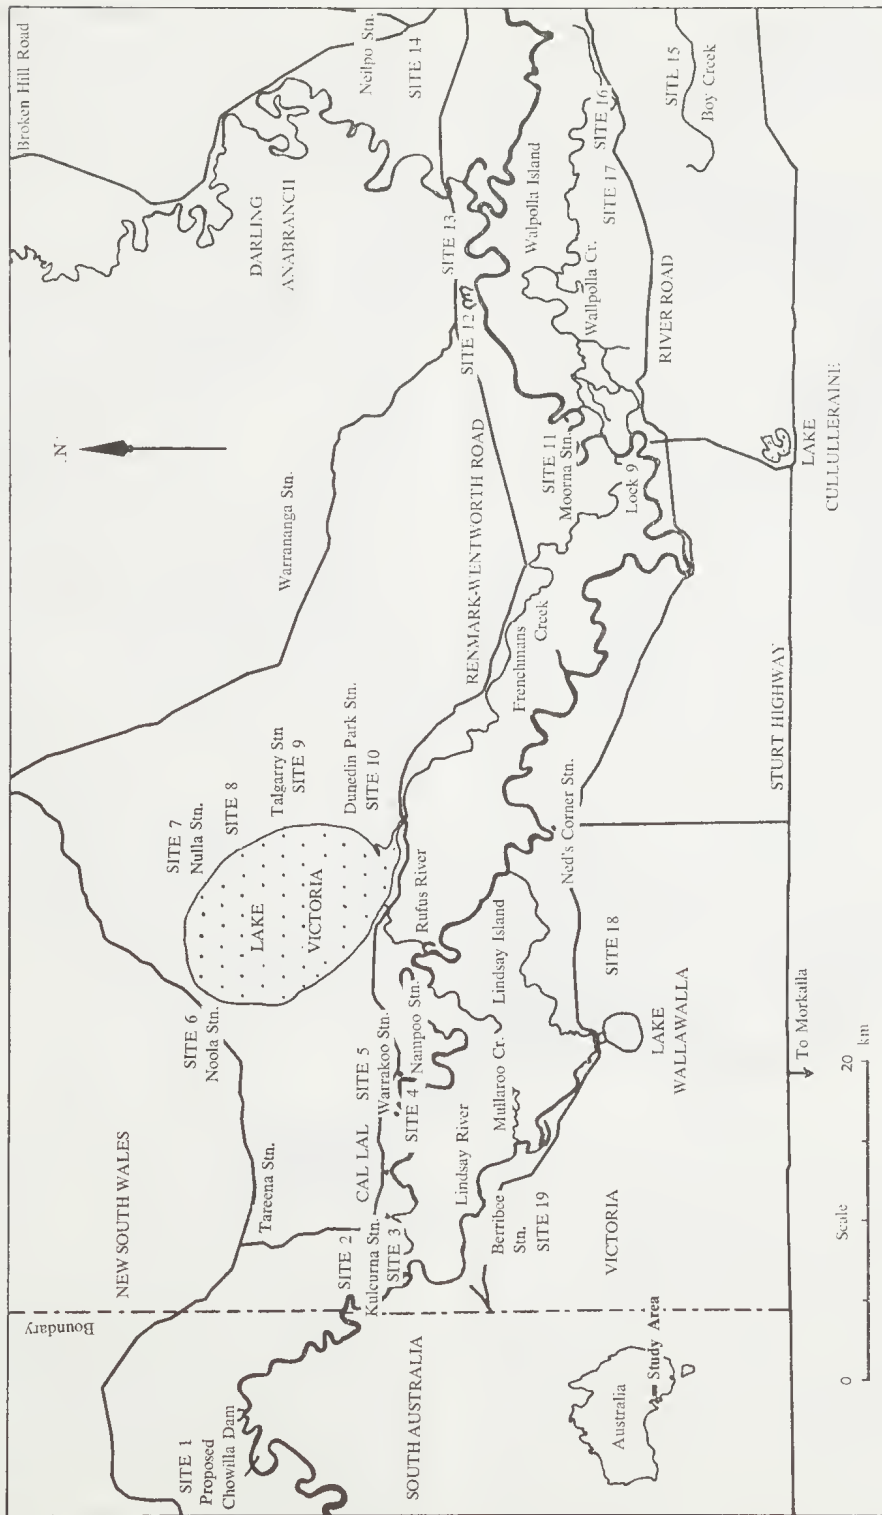 Broken Hill Road
DARLING
ANABRANCH
Neilpo Stn.
SITE 14
N
NEW SOUTH WALES
Boundary
SITE 1
Proposed
Chowilla Dam
SITE 2
Kulcurna Stn.
SITE 3
Tareena Stn.
SITE 6
Noola Stn.
SITE 7
Nulla Stn.
SITE 8
LAKE
VICTORIA
Talgarry Stn
SITE 9
Dunedin Park Stn.
SITE 10
Warrananga Stn.
CAL LAL
SITE 5
Warrakoo Stn.
SITE 4
Nampoo Stn.
Rufus River
RENMARK-WENTWORTH ROAD
Frenchmans
Creek
SITE 11
Moorna Stn.
Lock 9
SITE 12
SITE 13
Walpolla Island
Wallpolla Cr.
SITE 17
SITE 16
SITE 15
Boy Creek
RIVER ROAD
SOUTH AUSTRALIA
Lindsay River
Mullaroo Cr.
Lindsay Island
Berribee
Stn.
SITE 19
Ned's Corner Stn.
SITE 18
LAKE
WALLAWALLA
VICTORIA
STURT HIGHWAY
LAKE
CULLULLERAINE
To Morkalla
Australia
Study Area
0
Scale
20
km